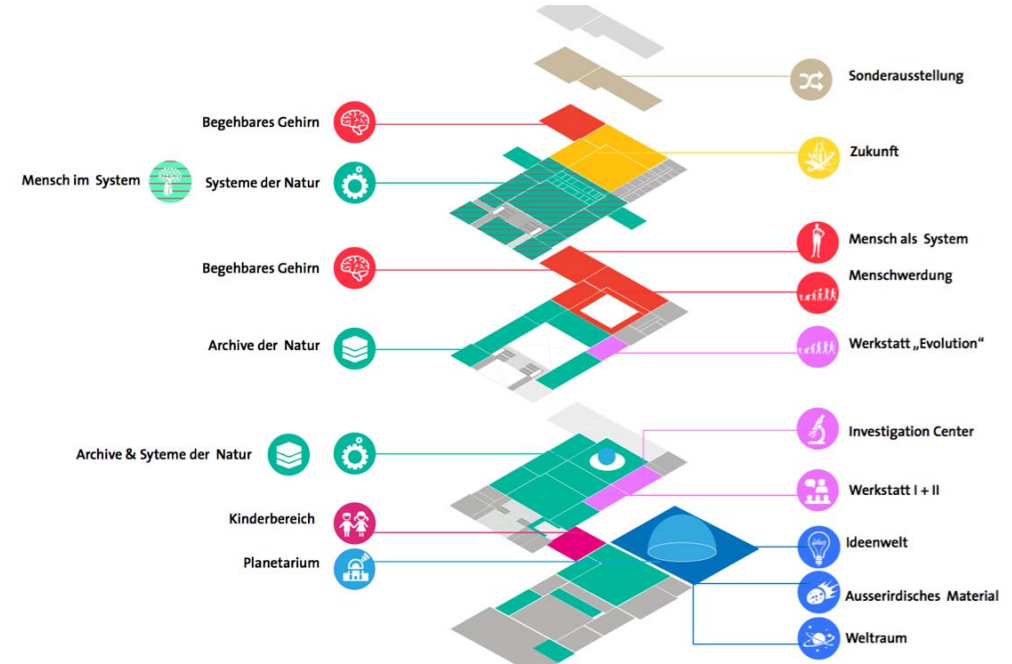 Sonderausstellung
Begehbares Gehirn
Zukunft
Mensch im System
Systeme der Natur
Mensch als System
Begehbares Gehirn
Menschwerdung
Archive der Natur
Werkstatt „Evolution“
Investigation Center
Archive & Syteme der Natur
Werkstatt I + II
Kinderbereich
Ideenwelt
Planetarium
Ausserirdisches Material
Weltraum